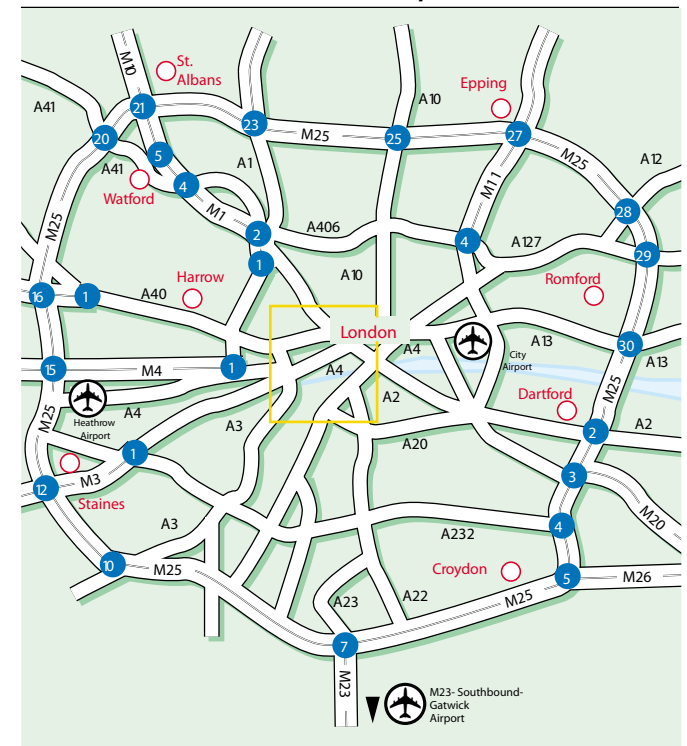 M10
St.
Albans
Epping
A41
A10
21
23
M25
25
27
20
5
A1
M25
A12
A41
4
M11
Watford
28
M1
M25
2
A406
4
A127
29
1
A10
Harrow
Romford
16
1
A40
London
A4
City
Airport
A13
30
A13
15
M4
1
A4
M25
Heathrow
Airport
A4
A2
Dartford
M25
A3
A20
2
A2
1
12
M3
3
Staines
M20
A3
A232
4
10
M25
Croydon
5
M26
A23
A22
M25
7
M23
M23- Southbound-
Gatwick
Airport